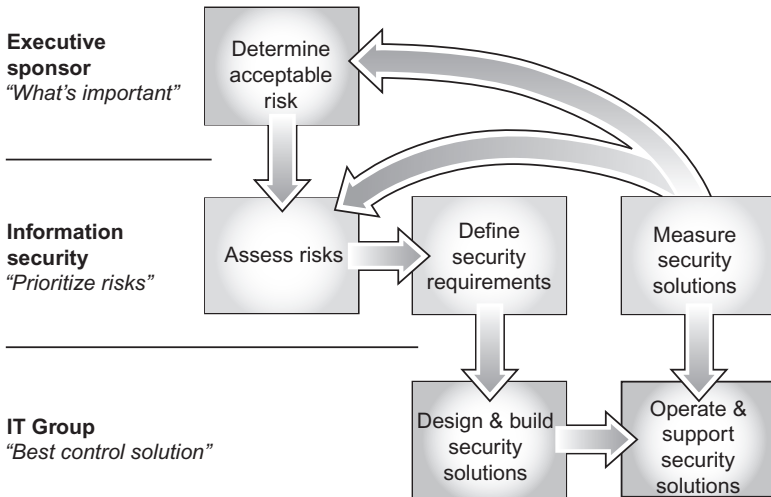 Executive
sponsor
“What’s important”
Determine
acceptable
risk
Information
security
“Prioritize risks”
Assess risks
Define
security
requirements
Measure
security
solutions
IT Group
“Best control solution”
Design & build
security
solutions
Operate &
support
security
solutions